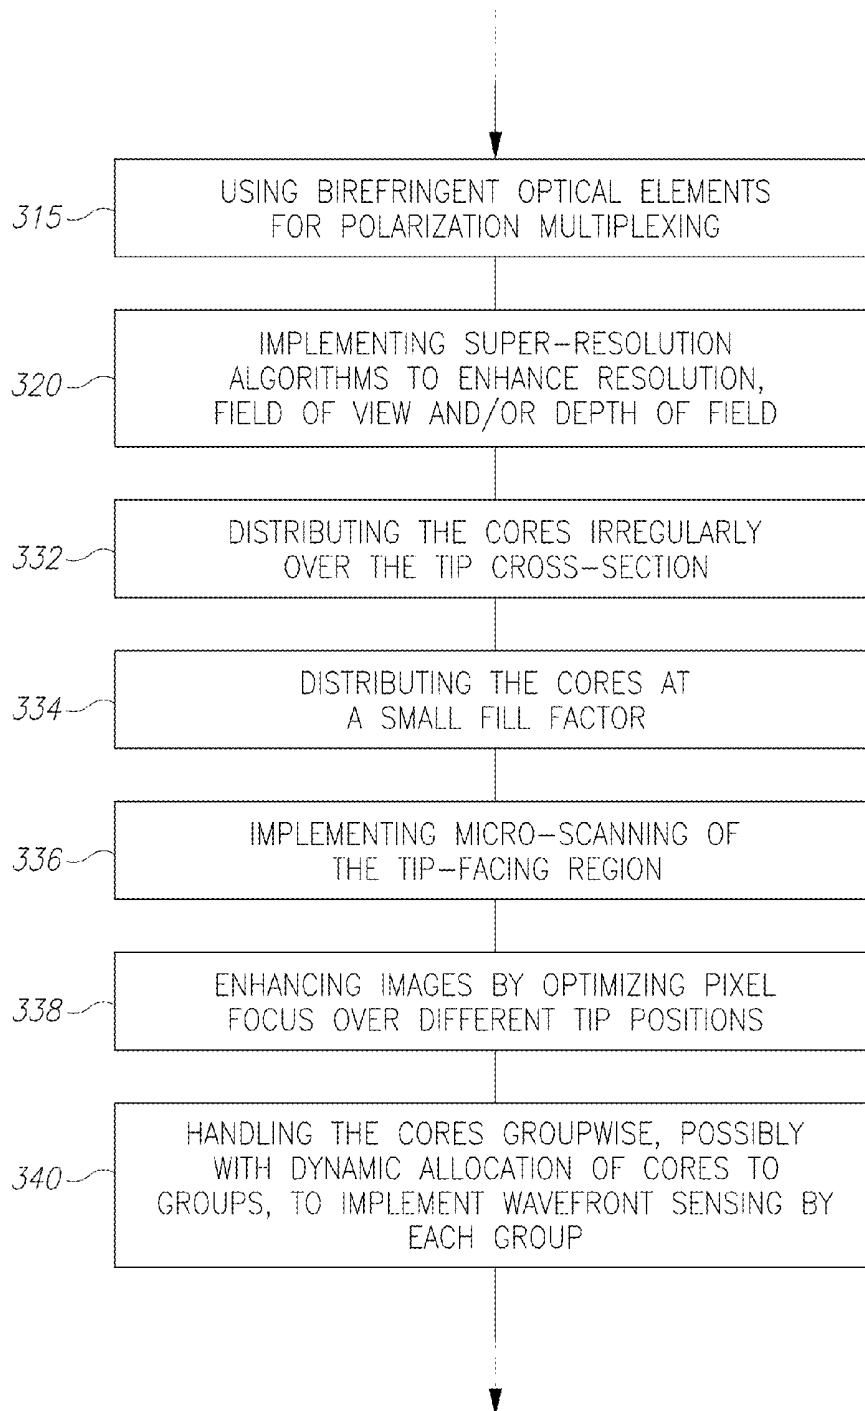 315
USING BIREFRINGENT OPTICAL ELEMENTS
FOR POLARIZATION MULTIPLEXING
320
IMPLEMENTING SUPER-RESOLUTION
ALGORITHMS TO ENHANCE RESOLUTION,
FIELD OF VIEW AND/OR DEPTH OF FIELD
332
DISTRIBUTING THE CORES IRREGULARLY
OVER THE TIP CROSS-SECTION
334
DISTRIBUTING THE CORES AT
A SMALL FILL FACTOR
336
IMPLEMENTING MICRO-SCANNING OF
THE TIP-FACING REGION
338
ENHANCING IMAGES BY OPTIMIZING PIXEL
FOCUS OVER DIFFERENT TIP POSITIONS
340
HANDLING THE CORES GROUPWISE, POSSIBLY
WITH DYNAMIC ALLOCATION OF CORES TO
GROUPS, TO IMPLEMENT WAVEFRONT SENSING BY
EACH GROUP